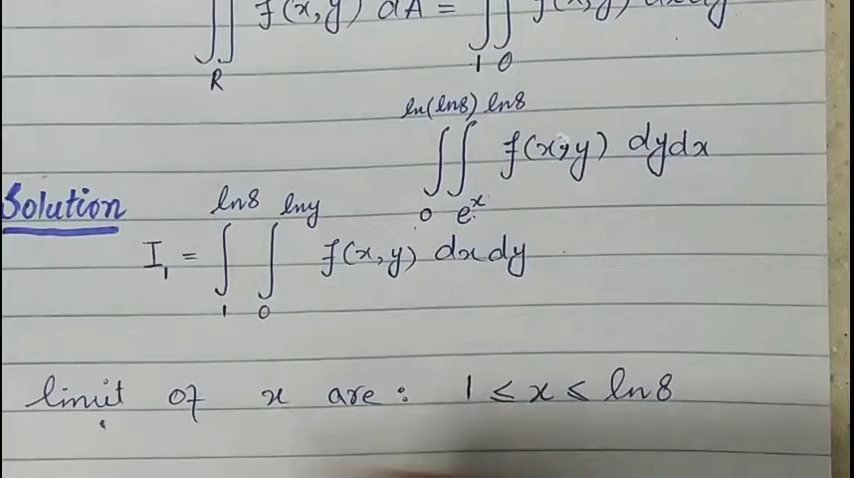 ∬ f(x,y) dA = ∬ f(x,y) dxdy
R 1 0
ln(ln8) ln8
∫∫ f(x,y) dydx
0 eˣ
Solution
ln8 lny
I₁ = ∫ ∫ f(x,y) dxdy
1 0
limit of x are : 1 ≤ x ≤ ln8